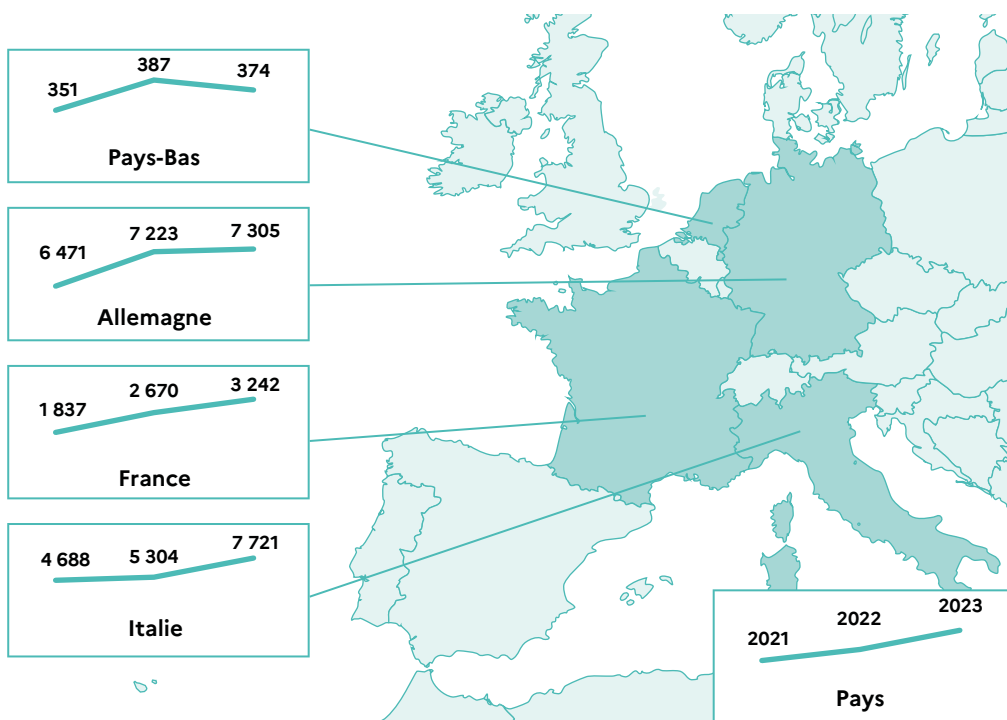 351 387 374
Pays-Bas
6 471 7 223 7 305
Allemagne
1 837 2 670 3 242
France
4 688 5 304 7 721
Italie
2021 2022 2023
Pays